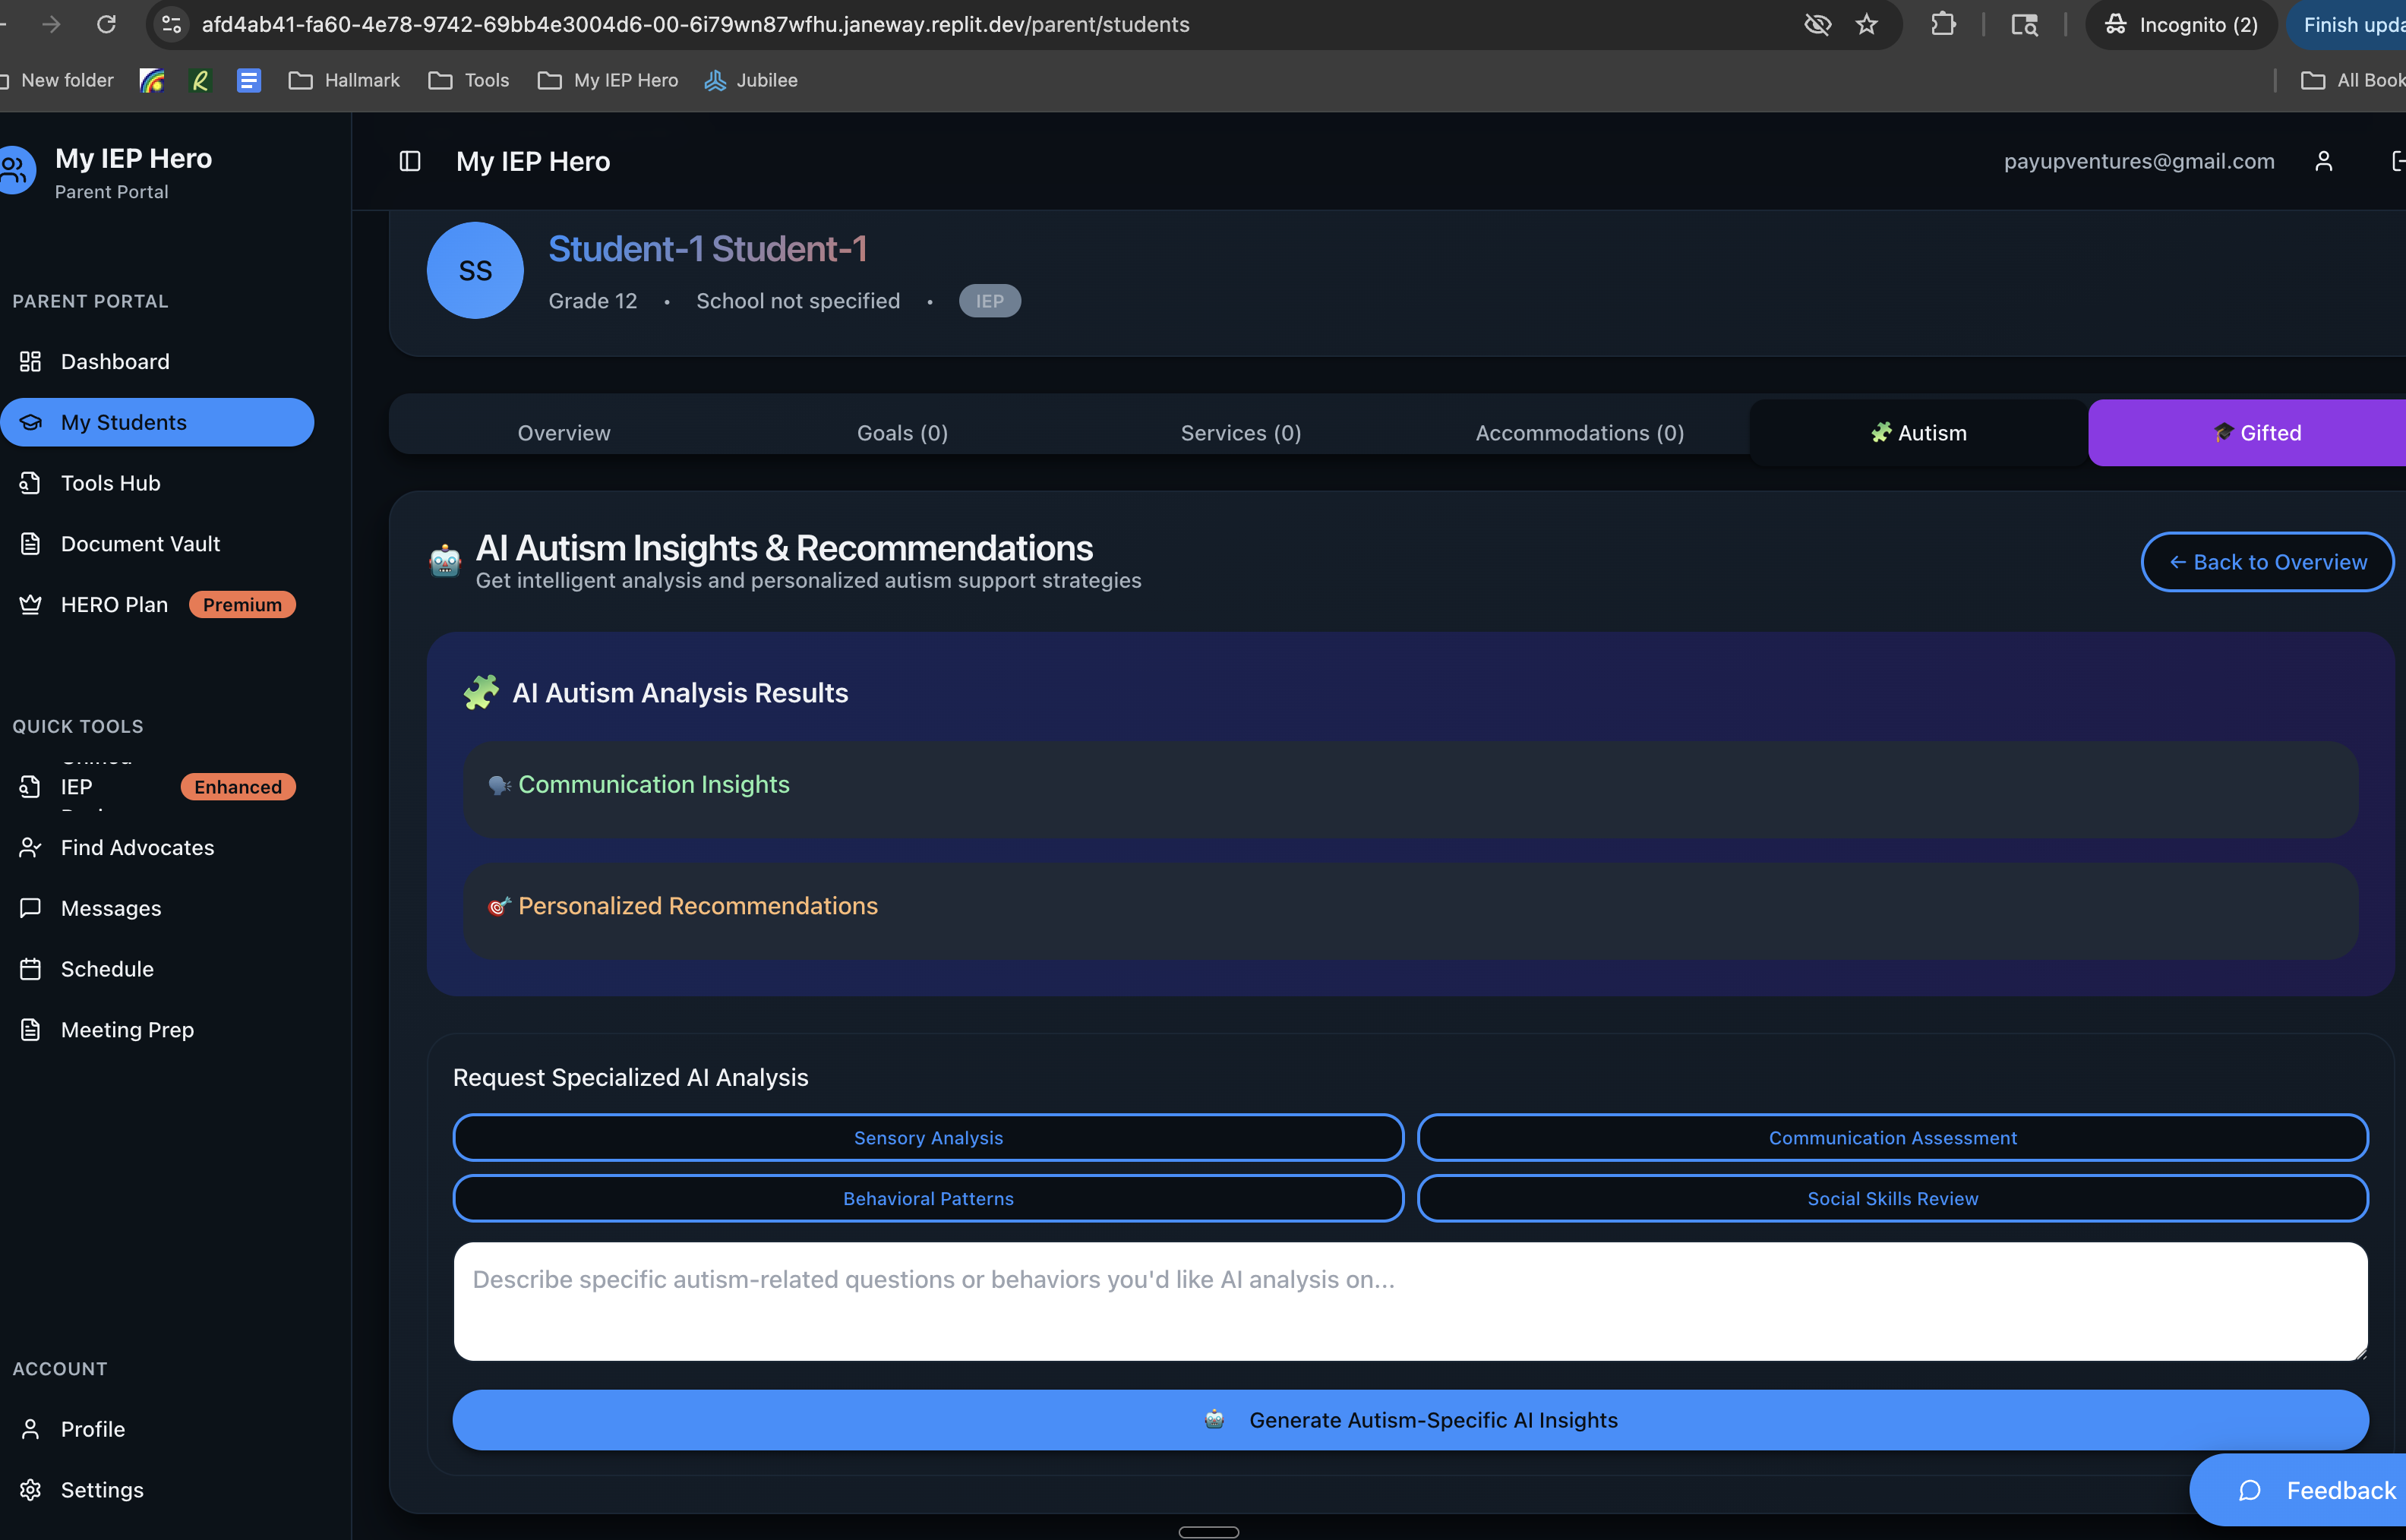 afd4ab41-fa60-4e78-9742-69bb4e3004d6-00-6i79wn87wfhu.janeway.replit.dev/parent/students
Incognito (2)
Finish upda
New folder
Hallmark
Tools
My IEP Hero
Jubilee
All Book
My IEP Hero
Parent Portal
My IEP Hero
payupventures@gmail.com
PARENT PORTAL
Dashboard
My Students
Tools Hub
Document Vault
HERO Plan Premium
QUICK TOOLS
IEP Enhanced
Find Advocates
Messages
Schedule
Meeting Prep
ACCOUNT
Profile
Settings
SS
Student-1 Student-1
Grade 12 • School not specified • IEP
Overview
Goals (0)
Services (0)
Accommodations (0)
Autism
Gifted
AI Autism Insights & Recommendations
Get intelligent analysis and personalized autism support strategies
← Back to Overview
AI Autism Analysis Results
Communication Insights
Personalized Recommendations
Request Specialized AI Analysis
Sensory Analysis
Communication Assessment
Behavioral Patterns
Social Skills Review
Describe specific autism-related questions or behaviors you'd like AI analysis on...
Generate Autism-Specific AI Insights
Feedback